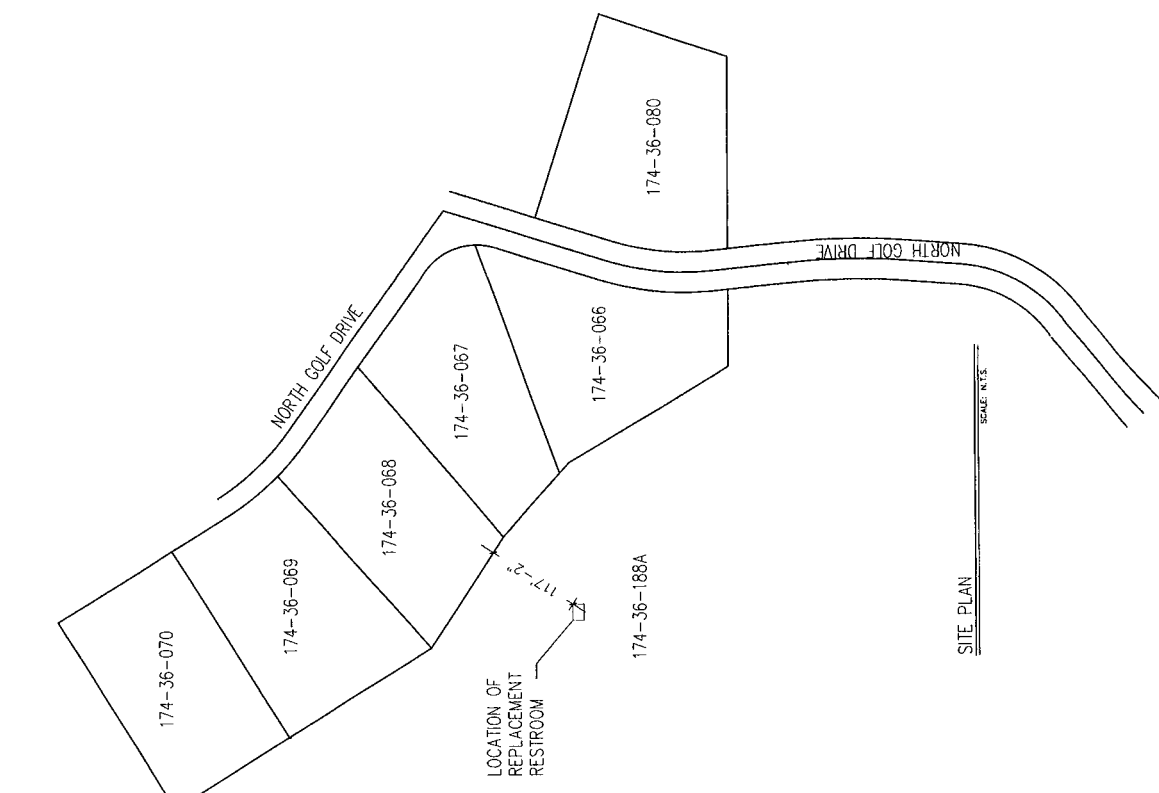 174-36-080
NORTH GOLF DRIVE
NORTH GOLF DRIVE
174-36-066
174-36-067
174-36-068
174-36-069
174-36-070
117'-2"
174-36-188A
LOCATION OF
REPLACEMENT
RESTROOM
SITE PLAN
SCALE: N.T.S.